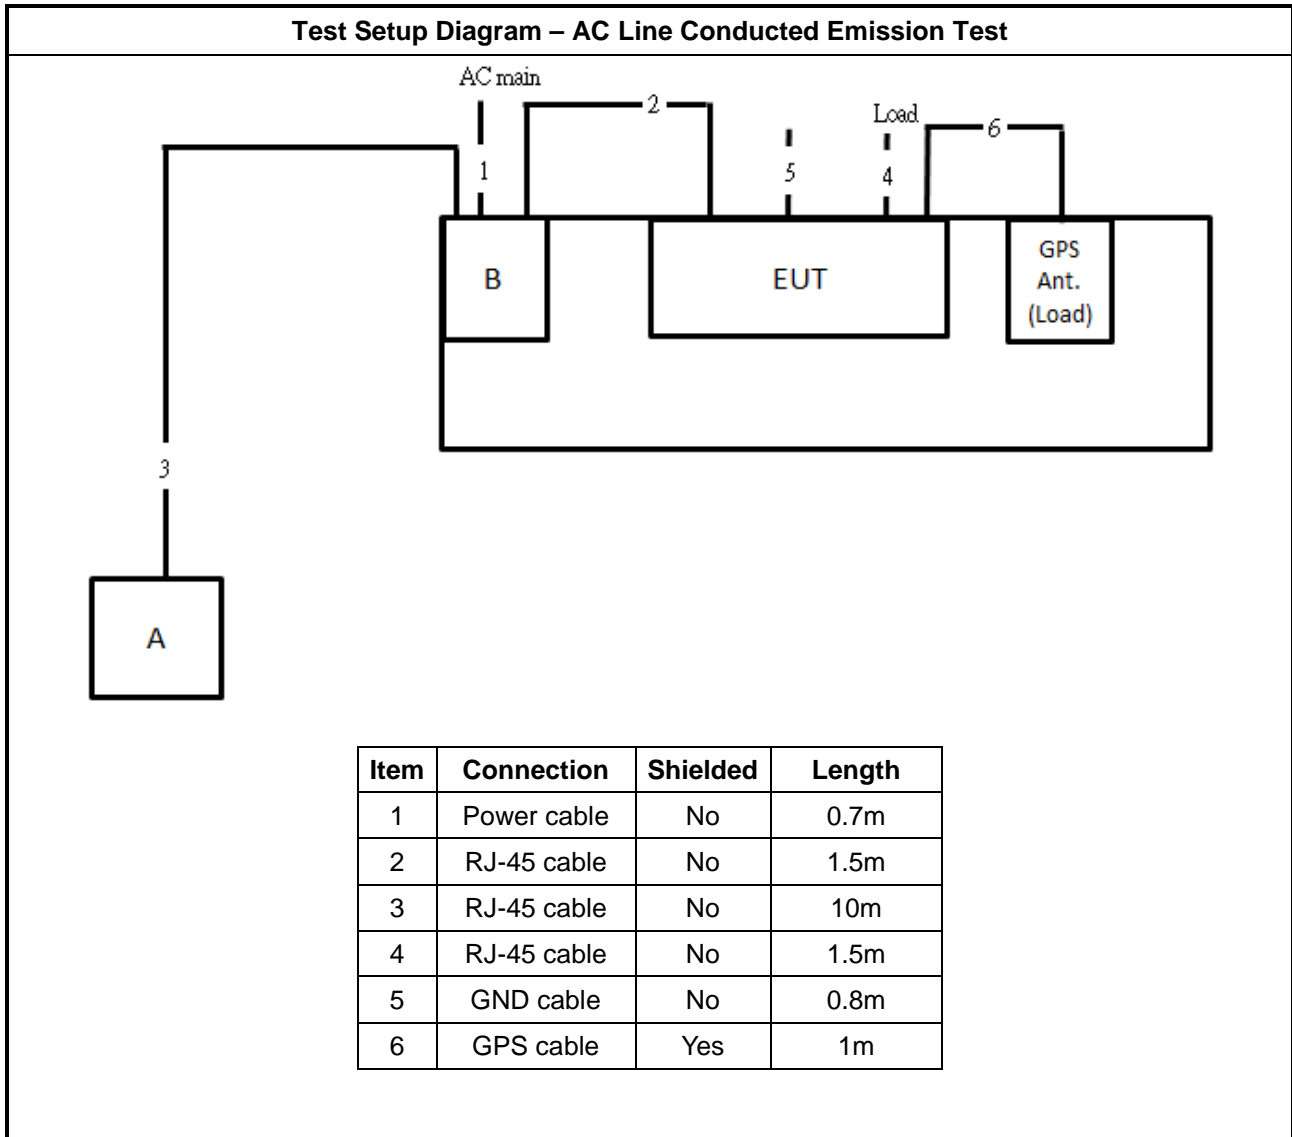 Test Setup Diagram – AC Line Conducted Emission Test
AC main
2
Load
6
1
5
4
B
EUT
GPS
Ant.
(Load)
3
A
Item Connection Shielded Length
1 Power cable No 0.7m
2 RJ-45 cable No 1.5m
3 RJ-45 cable No 10m
4 RJ-45 cable No 1.5m
5 GND cable No 0.8m
6 GPS cable Yes 1m